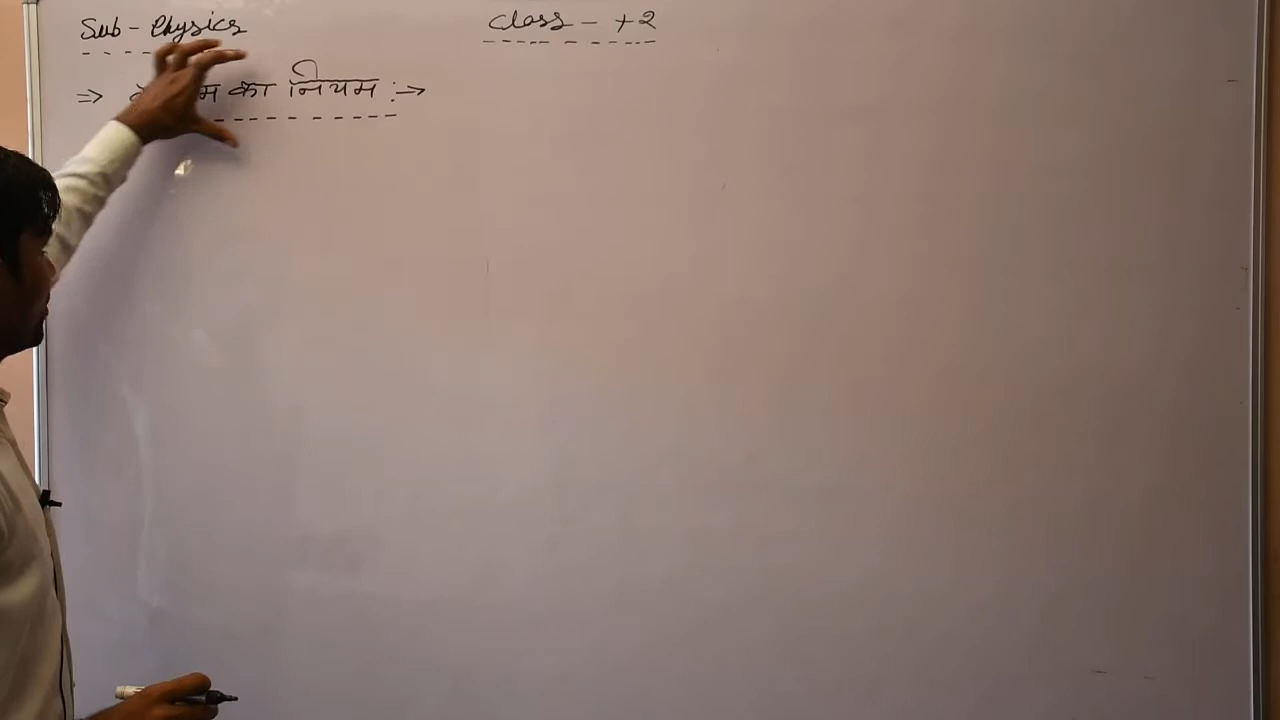 Sub - Physics
Class - +2
⇒ का नियम :→